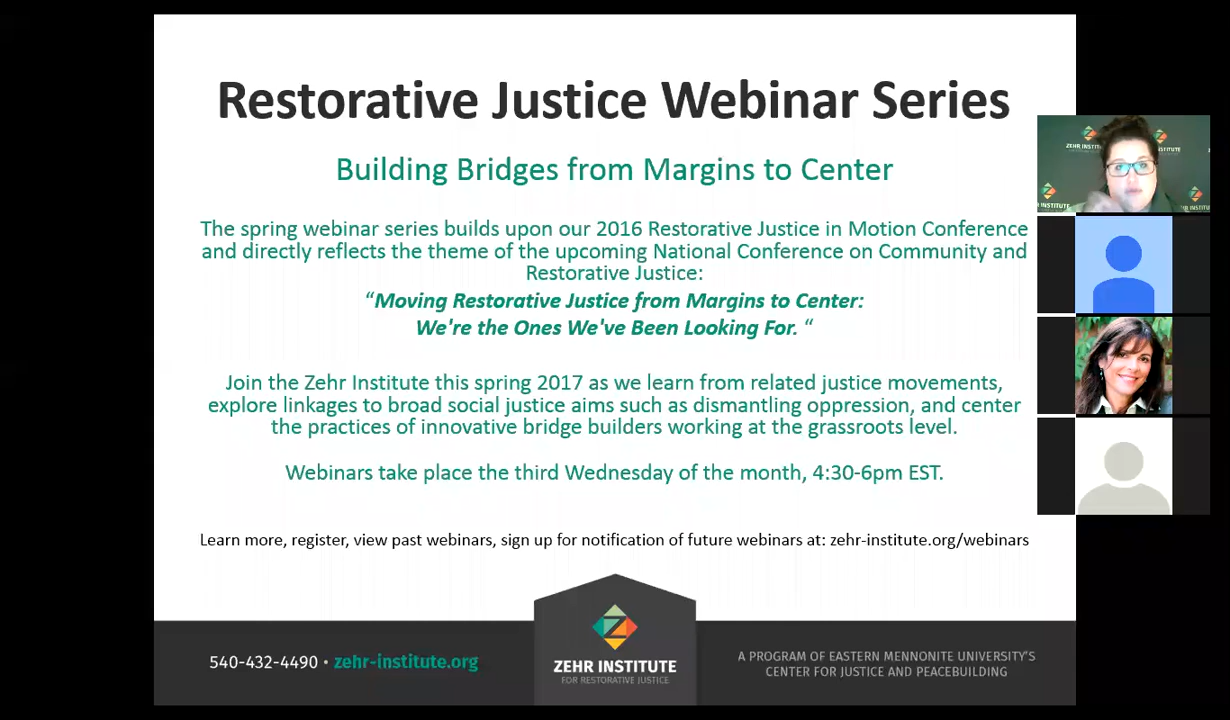 Restorative Justice Webinar Series
Building Bridges from Margins to Center
The spring webinar series builds upon our 2016 Restorative Justice in Motion Conference
and directly reflects the theme of the upcoming National Conference on Community and
Restorative Justice:
“Moving Restorative Justice from Margins to Center:
We're the Ones We've Been Looking For. “
Join the Zehr Institute this spring 2017 as we learn from related justice movements,
explore linkages to broad social justice aims such as dismantling oppression, and center
the practices of innovative bridge builders working at the grassroots level.
Webinars take place the third Wednesday of the month, 4:30-6pm EST.
Learn more, register, view past webinars, sign up for notification of future webinars at: zehr-institute.org/webinars
540-432-4490 • zehr-institute.org
ZEHR INSTITUTE
FOR RESTORATIVE JUSTICE
A PROGRAM OF EASTERN MENNONITE UNIVERSITY'S
CENTER FOR JUSTICE AND PEACEBUILDING